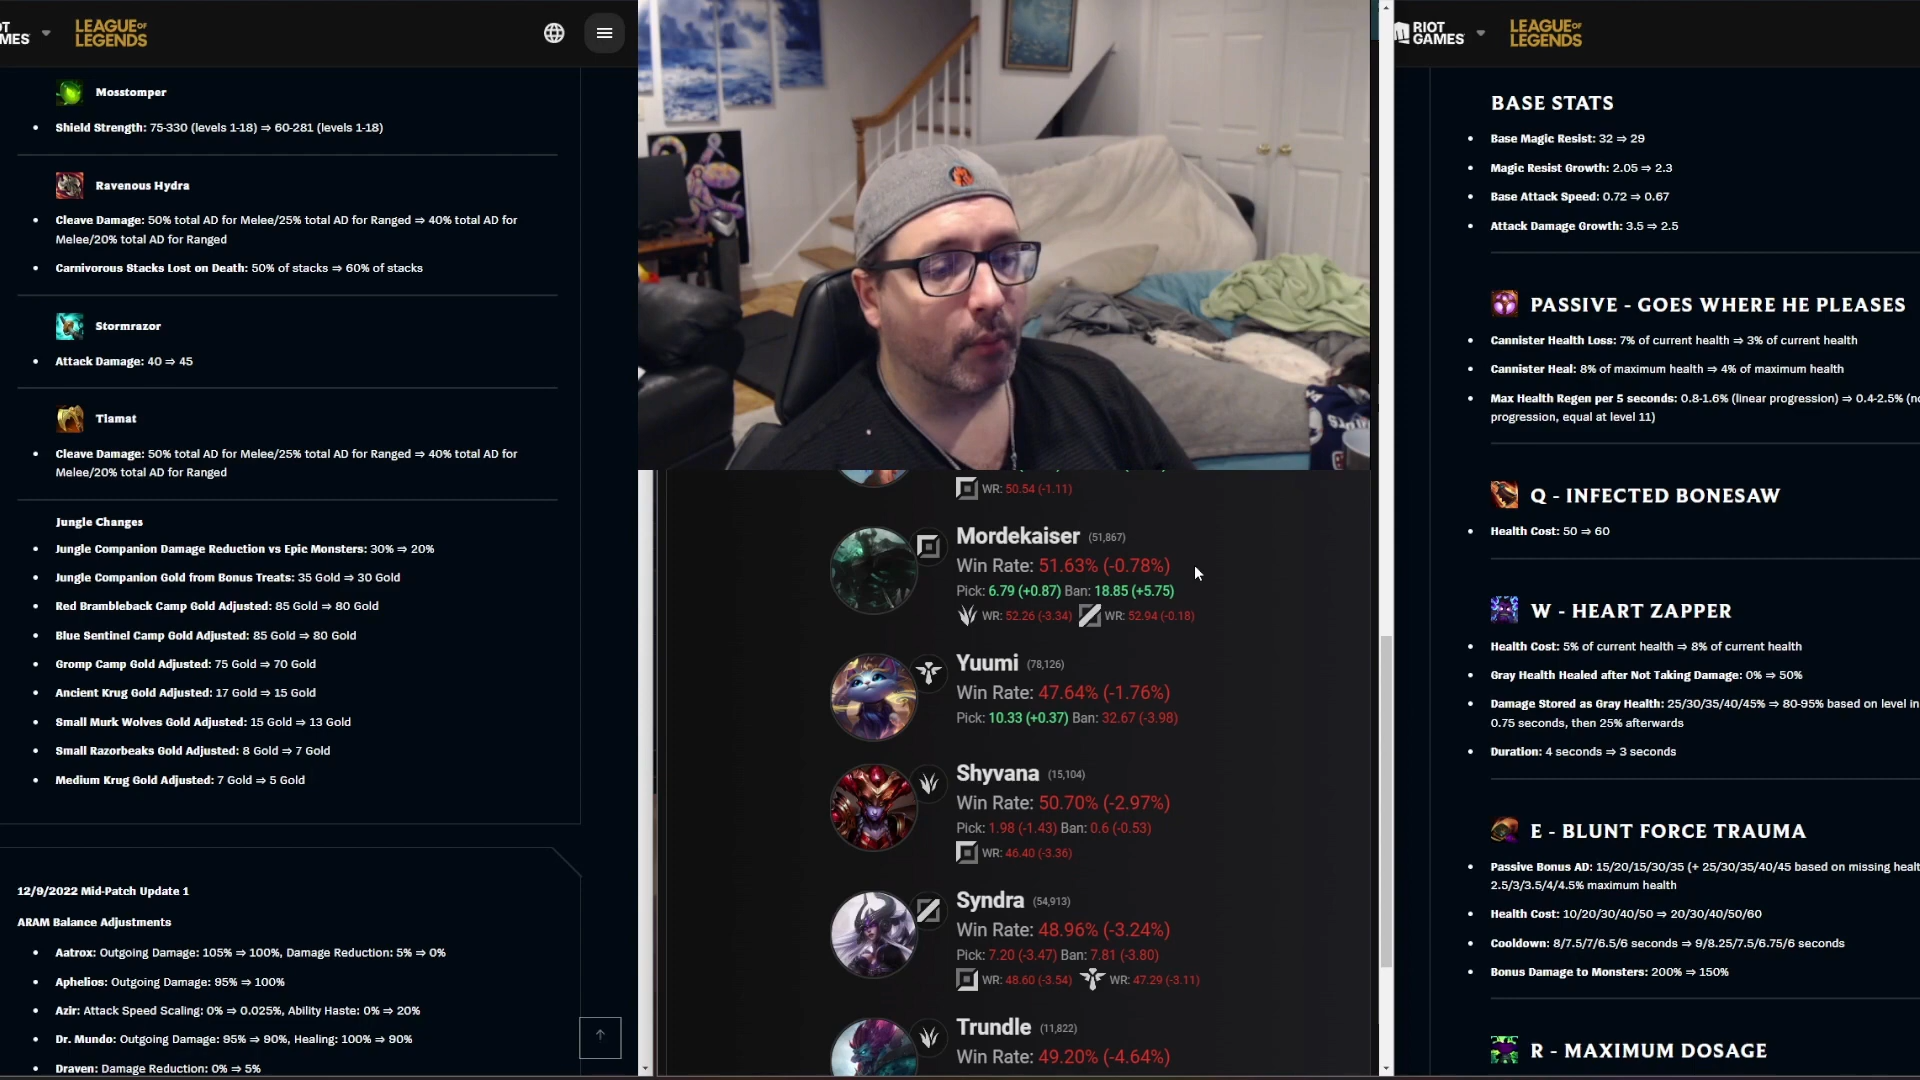 MES
LEAGUE OF
LEGENDS
Mosstomper
Shield Strength: 75-330 (levels 1-18) ⇒ 60-281 (levels 1-18)
Ravenous Hydra
Cleave Damage: 50% total AD for Melee/25% total AD for Ranged ⇒ 40% total AD for
Melee/20% total AD for Ranged
Carnivorous Stacks Lost on Death: 50% of stacks ⇒ 60% of stacks
Stormrazor
Attack Damage: 40 ⇒ 45
Tiamat
Cleave Damage: 50% total AD for Melee/25% total AD for Ranged ⇒ 40% total AD for
Melee/20% total AD for Ranged
Jungle Changes
Jungle Companion Damage Reduction vs Epic Monsters: 30% ⇒ 20%
Jungle Companion Gold from Bonus Treats: 35 Gold ⇒ 30 Gold
Red Brambleback Camp Gold Adjusted: 85 Gold ⇒ 80 Gold
Blue Sentinel Camp Gold Adjusted: 85 Gold ⇒ 80 Gold
Gromp Camp Gold Adjusted: 75 Gold ⇒ 70 Gold
Ancient Krug Gold Adjusted: 17 Gold ⇒ 15 Gold
Small Murk Wolves Gold Adjusted: 15 Gold ⇒ 13 Gold
Small Razorbeaks Gold Adjusted: 8 Gold ⇒ 7 Gold
Medium Krug Gold Adjusted: 7 Gold ⇒ 5 Gold
12/9/2022 Mid-Patch Update 1
ARAM Balance Adjustments
Aatrox: Outgoing Damage: 105% ⇒ 100%, Damage Reduction: 5% ⇒ 0%
Aphelios: Outgoing Damage: 95% ⇒ 100%
Azir: Attack Speed Scaling: 0% ⇒ 0.025%, Ability Haste: 0% ⇒ 20%
Dr. Mundo: Outgoing Damage: 95% ⇒ 90%, Healing: 100% ⇒ 90%
Draven: Damage Reduction: 0% ⇒ 5%
WR: 50.54 (-1.11)
Mordekaiser (51,867)
Win Rate: 51.63% (-0.78%)
Pick: 6.79 (+0.87) Ban: 18.85 (+5.75)
WR: 52.26 (-3.34) WR: 52.94 (-0.18)
Yuumi (78,126)
Win Rate: 47.64% (-1.76%)
Pick: 10.33 (+0.37) Ban: 32.67 (-3.98)
Shyvana (15,104)
Win Rate: 50.70% (-2.97%)
Pick: 1.98 (-1.43) Ban: 0.6 (-0.53)
WR: 46.40 (-3.36)
Syndra (54,913)
Win Rate: 48.96% (-3.24%)
Pick: 7.20 (-3.47) Ban: 7.81 (-3.80)
WR: 48.60 (-3.54) WR: 47.29 (-3.11)
Trundle (11,822)
Win Rate: 49.20% (-4.64%)
RIOT
GAMES
LEAGUE OF
LEGENDS
BASE STATS
Base Magic Resist: 32 ⇒ 29
Magic Resist Growth: 2.05 ⇒ 2.3
Base Attack Speed: 0.72 ⇒ 0.67
Attack Damage Growth: 3.5 ⇒ 2.5
PASSIVE - GOES WHERE HE PLEASES
Cannister Health Loss: 7% of current health ⇒ 3% of current health
Cannister Heal: 8% of maximum health ⇒ 4% of maximum health
Max Health Regen per 5 seconds: 0.8-1.6% (linear progression) ⇒ 0.4-2.5%
progression, equal at level 11)
Q - INFECTED BONESAW
Health Cost: 50 ⇒ 60
W - HEART ZAPPER
Health Cost: 5% of current health ⇒ 8% of current health
Gray Health Healed after Not Taking Damage: 0% ⇒ 50%
Damage Stored as Gray Health: 25/30/35/40/45% ⇒ 80-95% based on level in
0.75 seconds, then 25% afterwards
Duration: 4 seconds ⇒ 3 seconds
E - BLUNT FORCE TRAUMA
Passive Bonus AD: 15/20/15/30/35 (+ 25/30/35/40/45 based on missing
2.5/3/3.5/4/4.5% maximum health
Health Cost: 10/20/30/40/50 ⇒ 20/30/40/50/60
Cooldown: 8/7.5/7/6.5/6 seconds ⇒ 9/8.25/7.5/6.75/6 seconds
Bonus Damage to Monsters: 200% ⇒ 150%
R - MAXIMUM DOSAGE